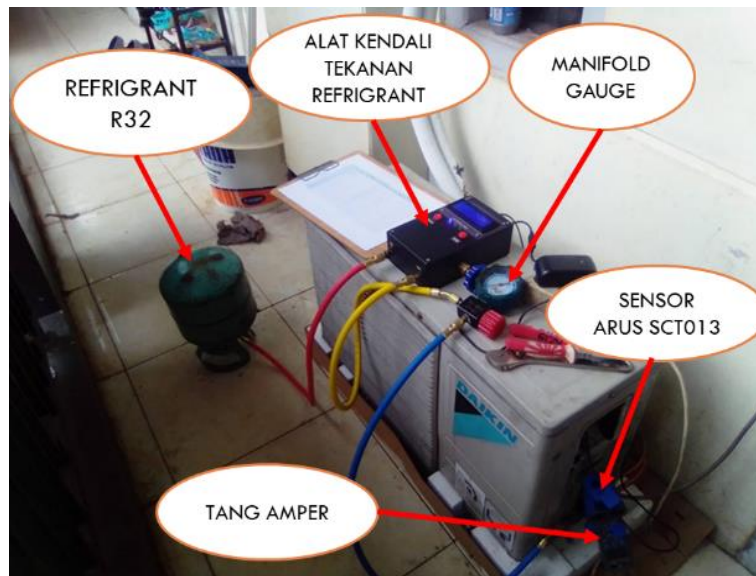 REFRIGRANT
R32
ALAT KENDALI
TEKANAN
REFRIGRANT
MANIFOLD
GAUGE
SENSOR
ARUS SCT013
DAIKIN
TANG AMPER